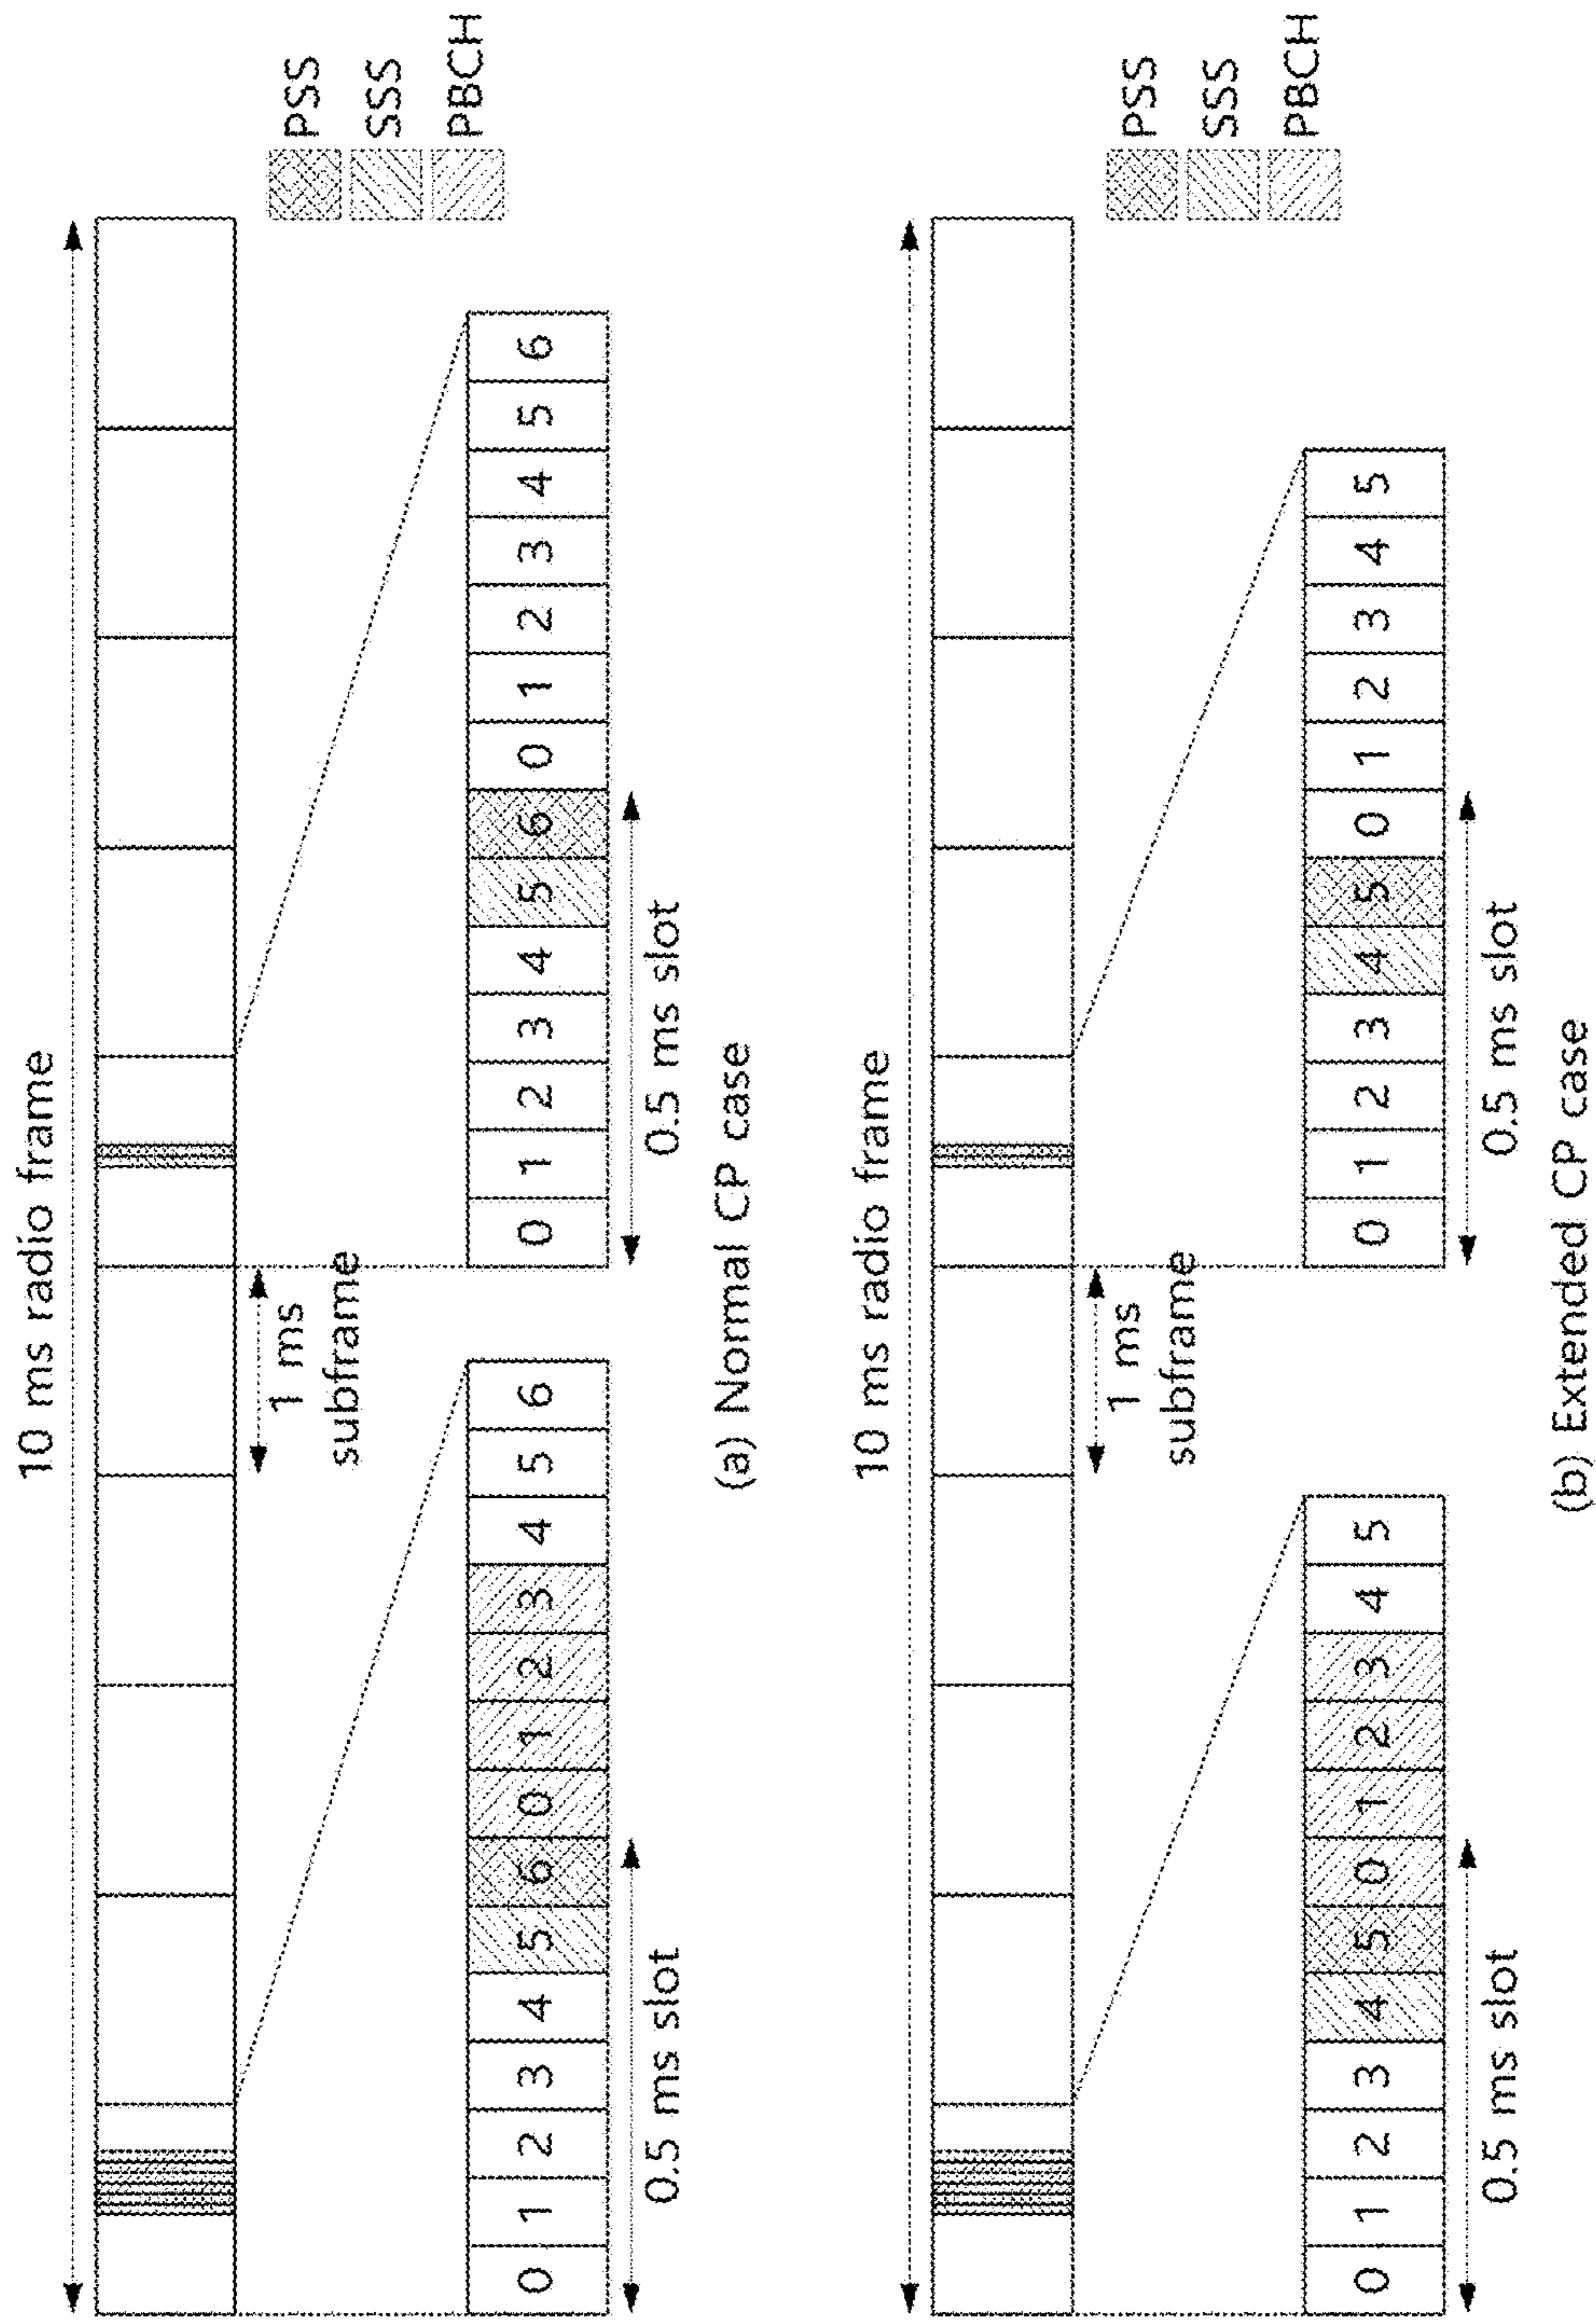 10 ms radio frame
PSS
SSS
PBCH
1 ms
subframe
0 1 2 3 4 5 6 0 1 2 3 4 5 6
0 1 2 3 4 5 6 0 1 2 3 4 5 6
0.5 ms slot
0.5 ms slot
(a) Normal CP case
10 ms radio frame
PSS
SSS
PBCH
1 ms
subframe
0 1 2 3 4 5 0 1 2 3 4 5
0 1 2 3 4 5 0 1 2 3 4 5
0.5 ms slot
0.5 ms slot
(b) Extended CP case